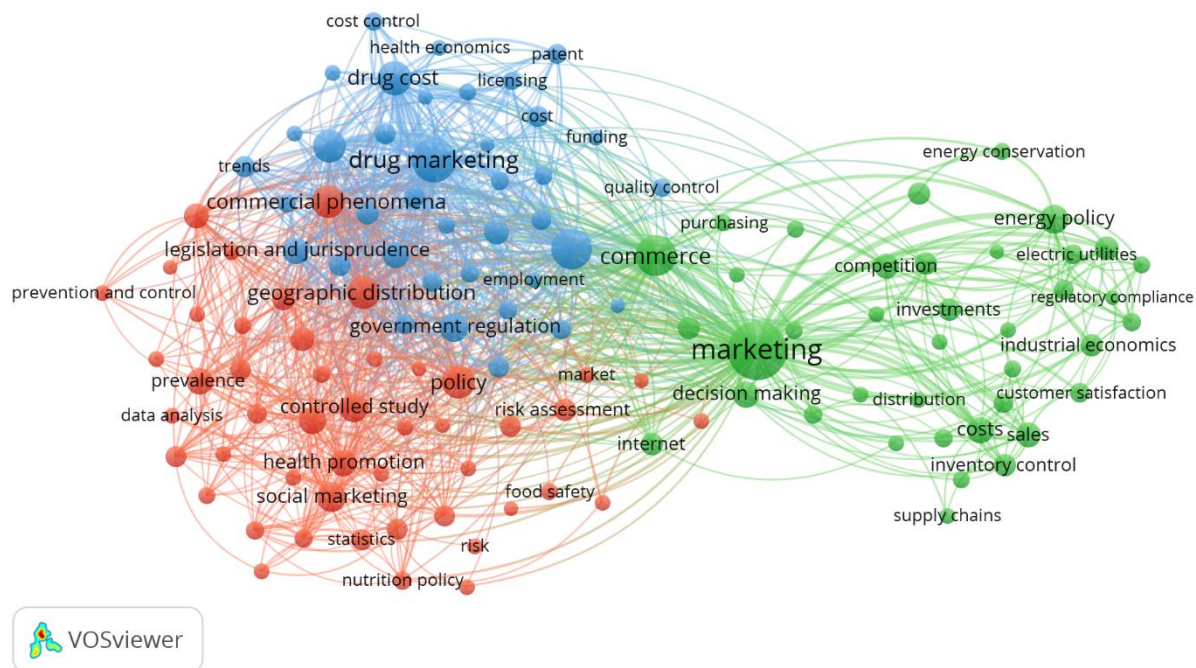 cost control
health economics
patent
drug cost
licensing
cost
funding
drug marketing
energy conservation
trends
quality control
commercial phenomena
purchasing
energy policy
legislation and jurisprudence
commerce
electric utilities
competition
employment
prevention and control
geographic distribution
regulatory compliance
investments
government regulation
marketing
industrial economics
prevalence
policy
market
decision making
customer satisfaction
distribution
data analysis
controlled study
risk assessment
costs
sales
internet
health promotion
inventory control
social marketing
food safety
supply chains
statistics
risk
nutrition policy
VOSviewer